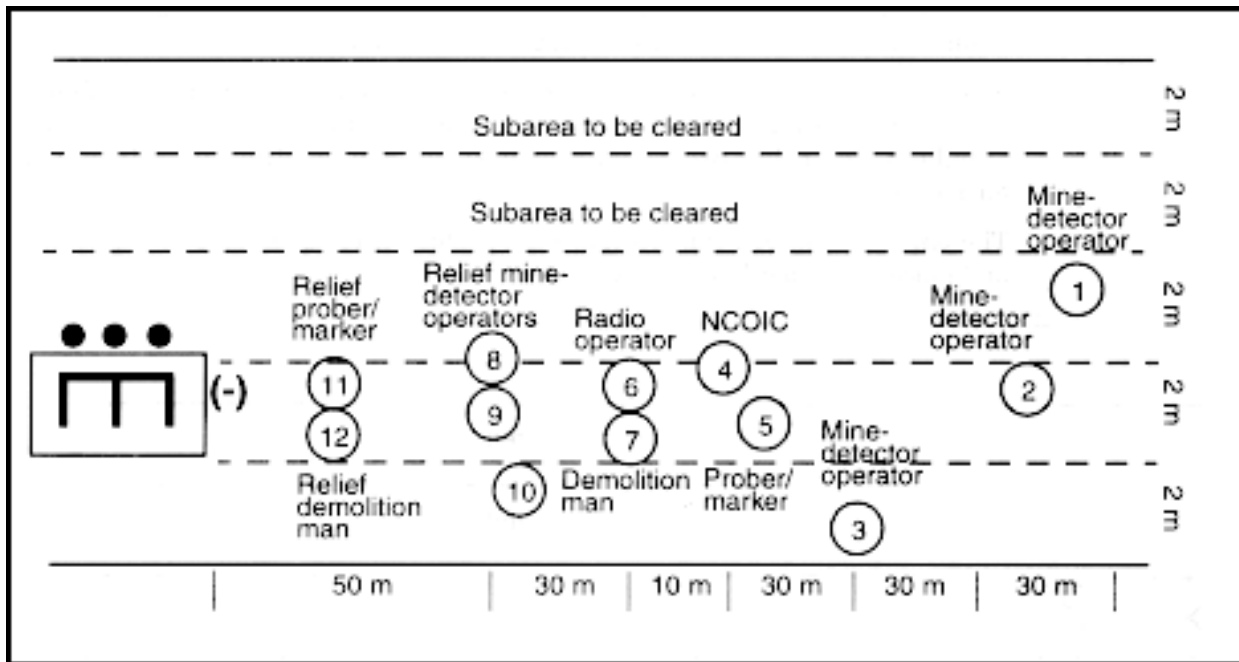 2 m
Subarea to be cleared
2 m
Subarea to be cleared
Mine-
detector
operator
1
2 m
Relief
prober/
marker
Relief mine-
detector
operators
Radio
operator
NCOIC
Mine-
detector
operator
(-)
11
8
6
4
2
2 m
12
9
7
5
Mine-
detector
operator
Relief
demolition
man
10
Demolition
man
Prober/
marker
3
2 m
50 m
30 m
10 m
30 m
30 m
30 m